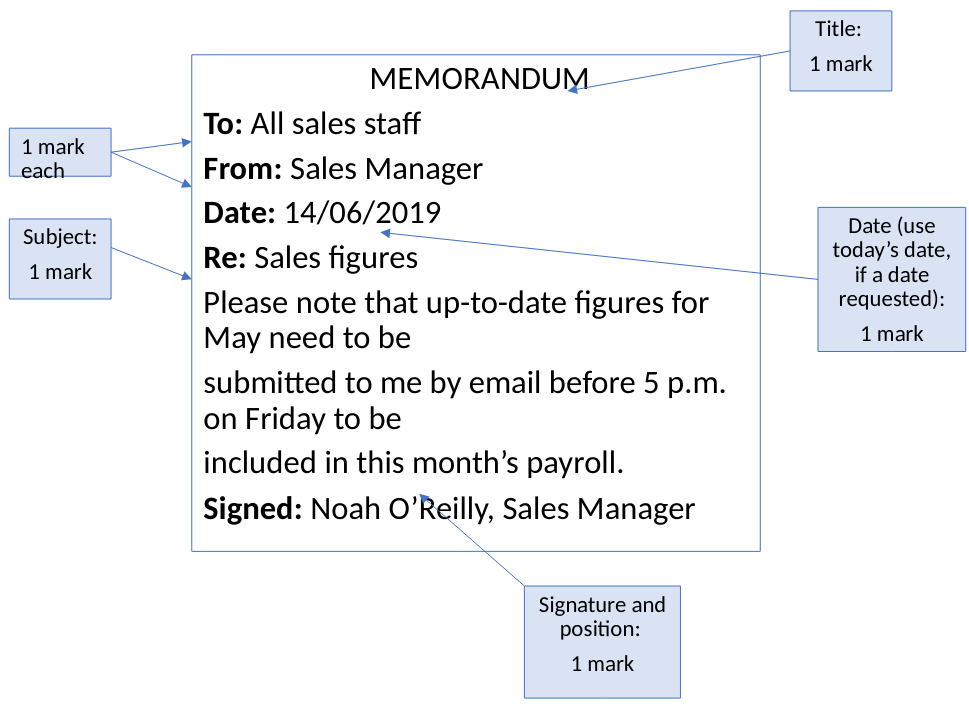 Title:
1 mark
MEMORANDUM
To: All sales staff
1 mark
each
From: Sales Manager
Date: 14/06/2019
Subject:
1 mark
Re: Sales figures
Date (use
today’s date,
if a date
requested):
1 mark
Please note that up-to-date figures for
May need to be
submitted to me by email before 5 p.m.
on Friday to be
included in this month’s payroll.
Signed: Noah O’Reilly, Sales Manager
Signature and
position:
1 mark